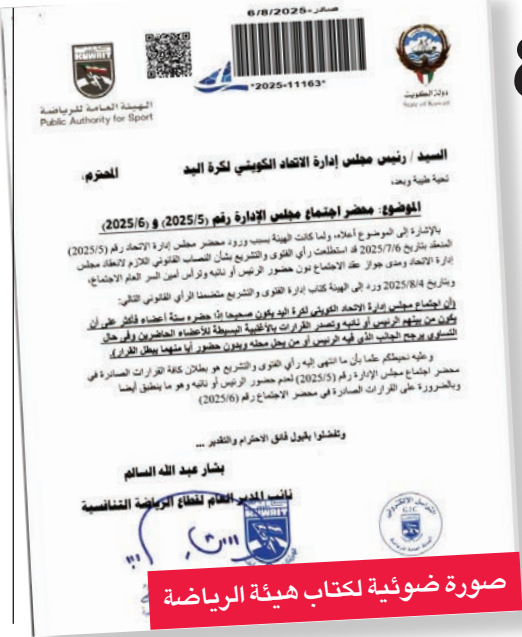 صادر-6/8/2025
*2025-11163*
KUWAIT
الهيئة العامة للرياضة
Public Authority for Sport
دولة الكويت
State of Kuwait
السيد / رئيس مجلس إدارة الاتحاد الكويتي لكرة اليد المحترم،
تحية طيبة وبعد،
الموضوع: محضر اجتماع مجلس الإدارة رقم (2025/5) و (2025/6)
بالإشارة إلى الموضوع أعلاه، ولما كانت الهيئة بسبب ورود محضر مجلس إدارة الاتحاد رقم (2025/5)
المنعقد بتاريخ 2025/7/6 قد استطلعت رأي الفتوى والتشريع بشأن النصاب القانوني اللازم لانعقاد مجلس
إدارة الاتحاد ومدى جواز عقد الاجتماع دون حضور الرئيس أو نائبه وترأس أمين السر العام الاجتماع،
وبتاريخ 2025/8/4 ورد إلى الهيئة كتاب إدارة الفتوى والتشريع متضمنا الرأي القانوني التالي:
(أن اجتماع مجلس إدارة الاتحاد الكويتي لكرة اليد يكون صحيحا إذا حضره ستة أعضاء فأكثر على أن
يكون من بينهم الرئيس أو نائبه وتصدر القرارات بالأغلبية البسيطة للأعضاء الحاضرين وفي حال
التساوي يرجح الجانب الذي فيه الرئيس أو من يحل محله وبدون حضور أيا منهما يبطل القرار).
وعليه نحيطكم علما بأن ما انتهى إليه رأي الفتوى والتشريع هو بطلان كافة القرارات الصادرة في
محضر اجتماع مجلس الإدارة رقم (2025/5) لعدم حضور الرئيس أو نائبه وهو ما ينطبق أيضا
وبالضرورة على القرارات الصادرة في محضر الاجتماع رقم (2025/6)
وتفضلوا بقبول فائق الاحترام والتقدير ...
بشار عبد الله السالم
نائب المدير العام لقطاع الرياضة التنافسية
KUWAIT
G2G
صورة ضوئية لكتاب هيئة الرياضة